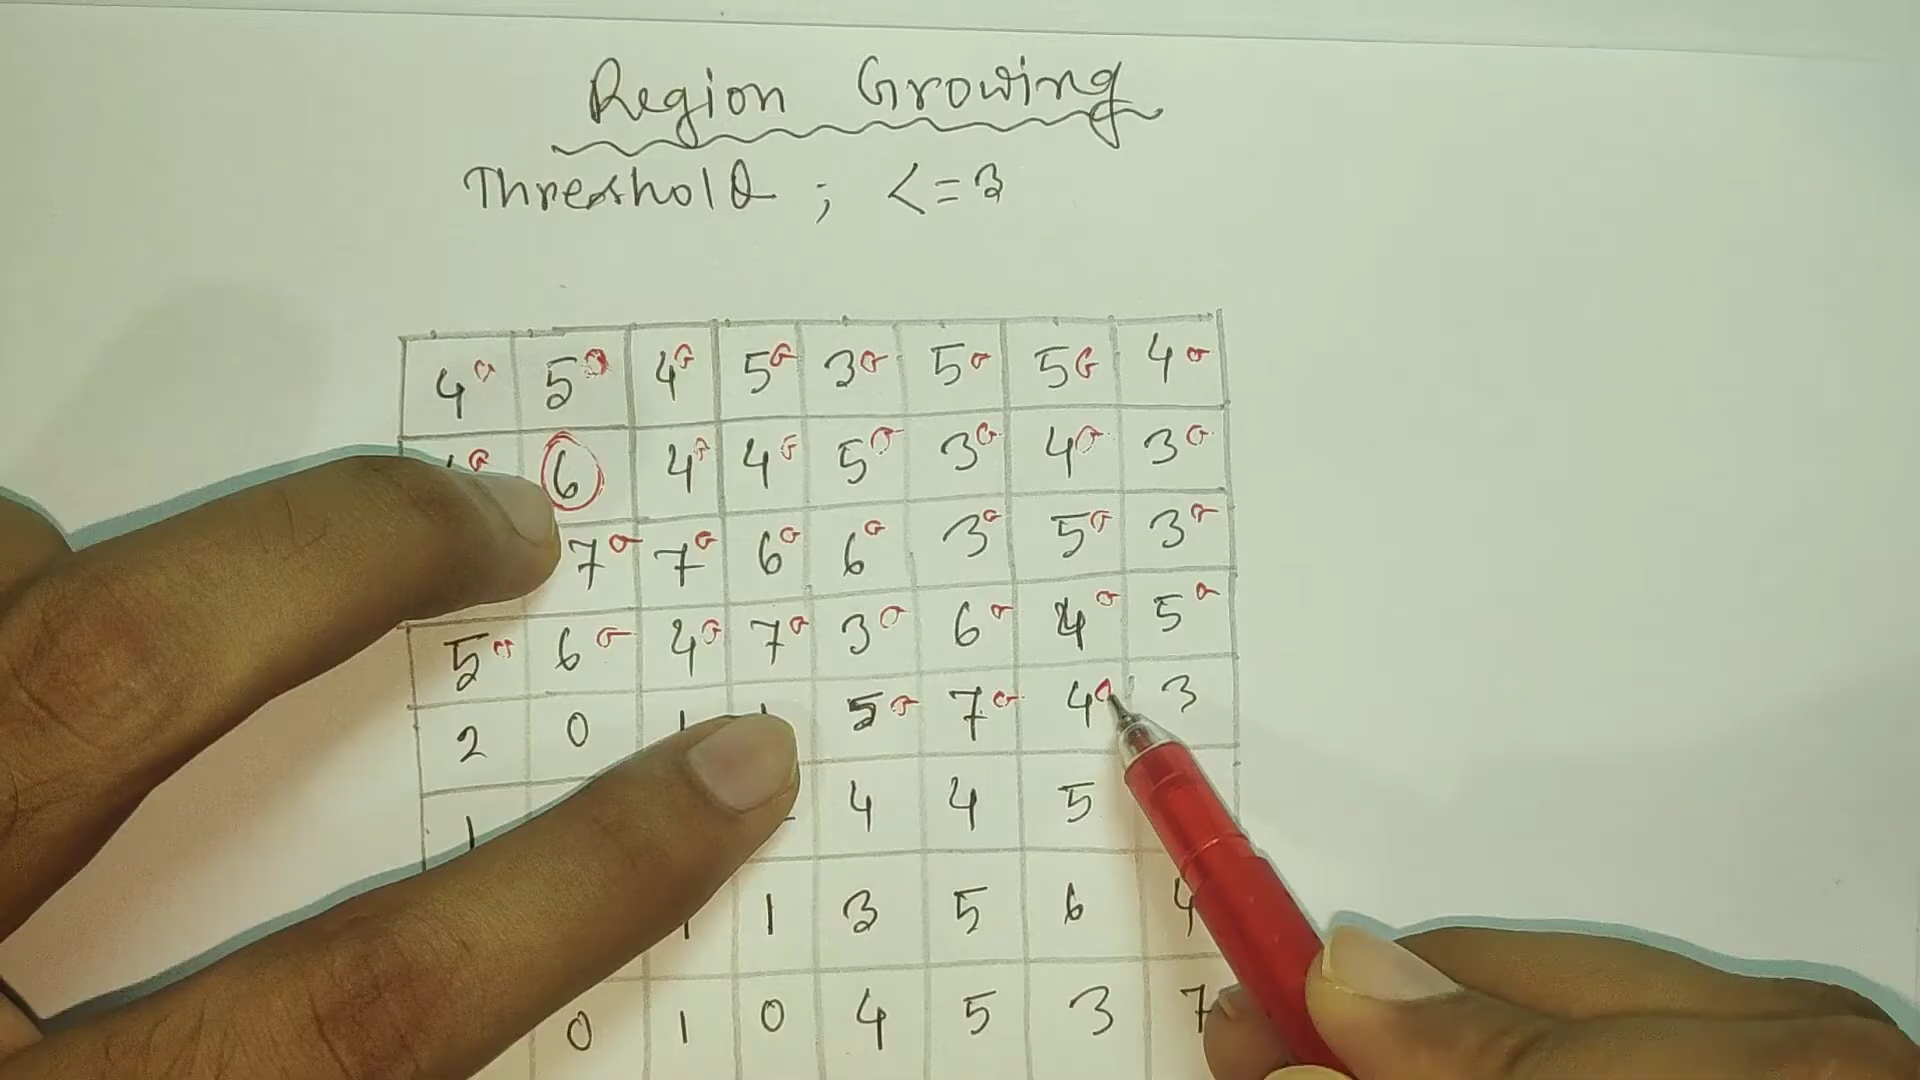 Region Growing
Threshold ; <=3
4 5 4 5 3 5 5 4
6 4 4 5 3 4 3
7 7 6 6 3 5 3
5 6 4 7 3 6 4 5
2 0 5 7 4 3
4 4 5
1 3 5 6 4
0 1 0 4 5 3 7